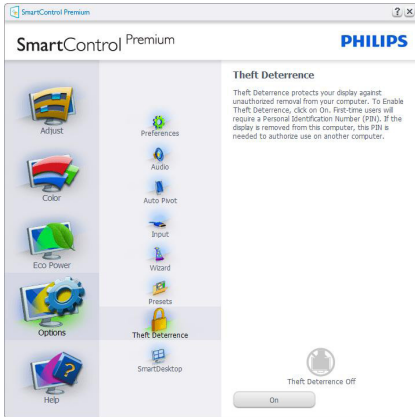 SmartControl Premium
SmartControl Premium
PHILIPS
Adjust
Color
Eco Power
Options
Help
Preferences
Audio
Auto Pivot
Input
Wizard
Presets
Theft Deterrence
SmartDesktop
Theft Deterrence
Theft Deterrence protects your display against
unauthorized removal from your computer. To Enable
Theft Deterrence, click on On. First-time users will
require a Personal Identification Number (PIN). If the
display is removed from this computer, this PIN is
needed to authorize use on another computer.
Theft Deterrence Off
On